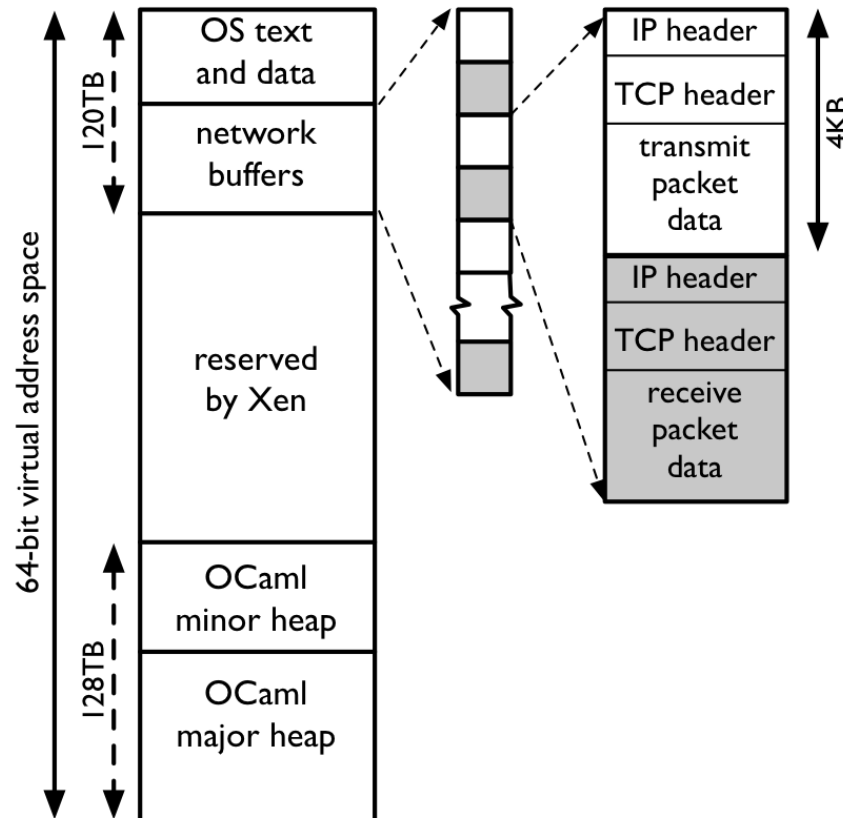 64-bit virtual address space
120TB
128TB
OS text
and data
network
buffers
reserved
by Xen
OCaml
minor heap
OCaml
major heap
IP header
TCP header
transmit
packet
data
IP header
TCP header
receive
packet
data
4KB